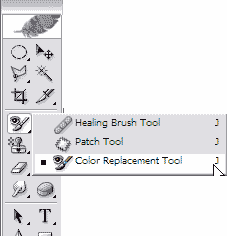 Healing Brush Tool J
Patch Tool J
Color Replacement Tool J
T